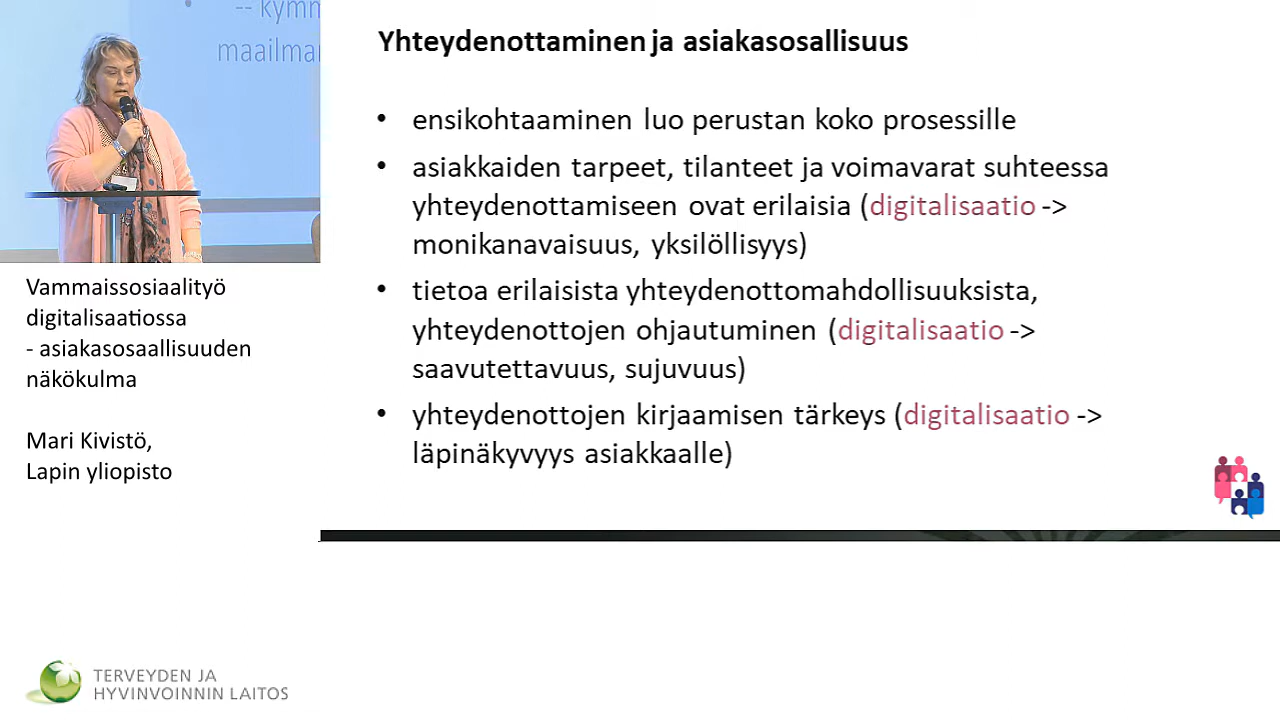 -- kymm
maailma
Yhteydenottaminen ja asiakasosallisuus
• ensikohtaaminen luo perustan koko prosessille
• asiakkaiden tarpeet, tilanteet ja voimavarat suhteessa
yhteydenottamiseen ovat erilaisia (digitalisaatio ->
monikanavaisuus, yksilöllisyys)
• tietoa erilaisista yhteydenottomahdollisuuksista,
yhteydenottojen ohjautuminen (digitalisaatio ->
saavutettavuus, sujuvuus)
• yhteydenottojen kirjaamisen tärkeys (digitalisaatio ->
läpinäkyvyys asiakkaalle)
Vammaissosiaalityö
digitalisaatiossa
- asiakasosaallisuuden
näkökulma
Mari Kivistö,
Lapin yliopisto
TERVEYDEN JA
HYVINVOINNIN LAITOS